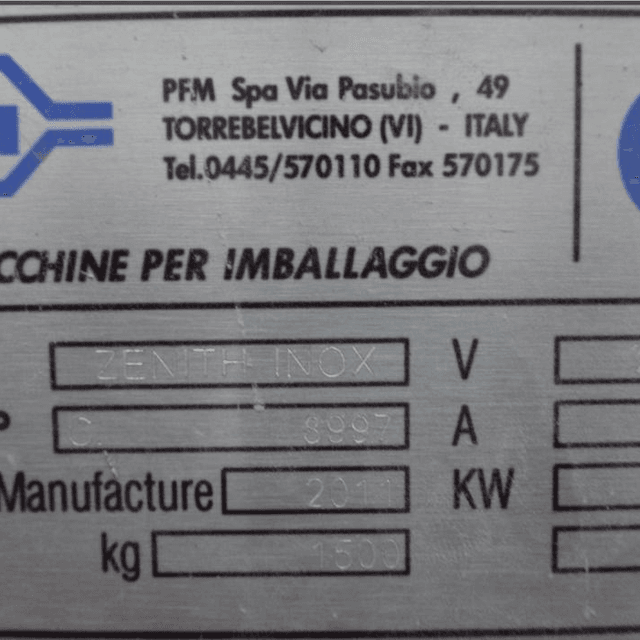 PFM Spa Via Pasubio , 49
TORREBELVICINO (VI) - ITALY
Tel.0445/570110 Fax 570175
CCHINE PER IMBALLAGGIO
ZENITH INOX V
P C. 8997 A
Manufacture 2011 KW
kg 1500